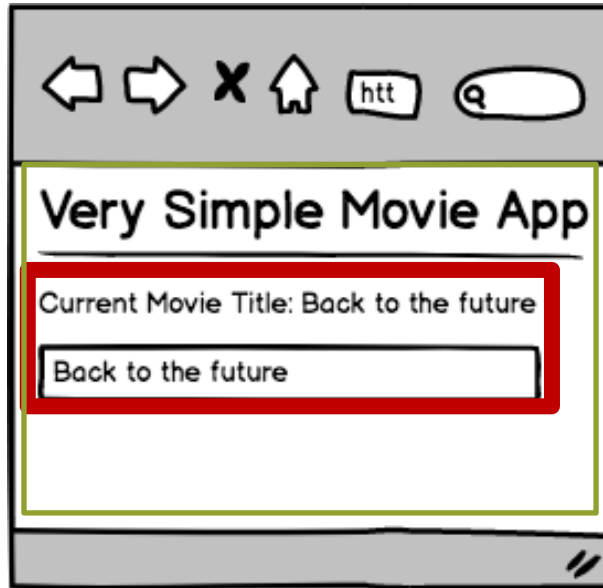 htt
Very Simple Movie App
Current Movie Title: Back to the future
Back to the future